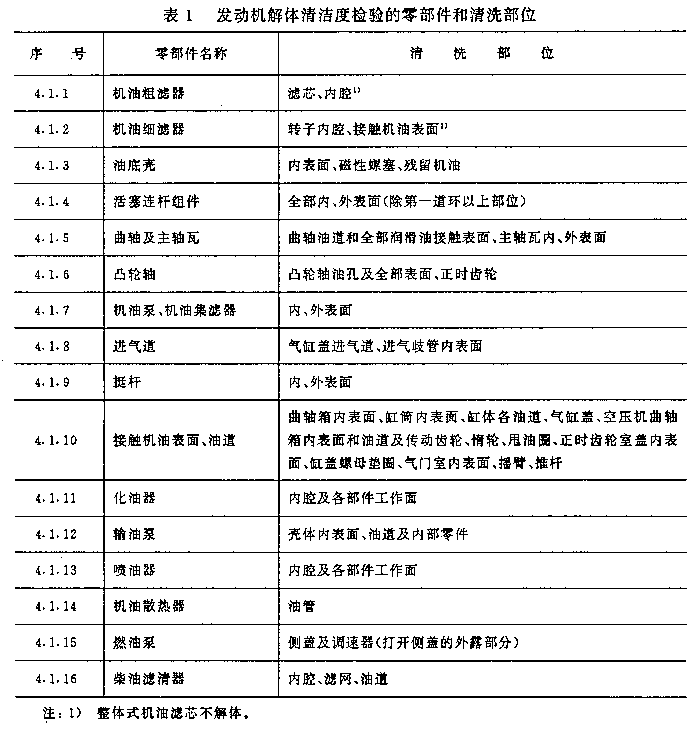 表 1 发动机解体清洁度检验的零部件和清洗部位
序 号 零部件名称 清 洗 部 位
4.1.1 机油粗滤器 滤芯、内腔1)
4.1.2 机油细滤器 转子内腔、接触机油表面1)
4.1.3 油底壳 内表面、磁性螺塞、残留机油
4.1.4 活塞连杆组件 全部内、外表面(除第一道环以上部位)
4.1.5 曲轴及主轴瓦 曲轴油道和全部润滑油接触表面、主轴瓦内、外表面
4.1.6 凸轮轴 凸轮轴油孔及全部表面、正时齿轮
4.1.7 机油泵、机油集滤器 内、外表面
4.1.8 进气道 气缸盖进气道、进气歧管内表面
4.1.9 挺杆 内、外表面
4.1.10 接触机油表面、油道 曲轴箱内表面、缸筒内表面、缸体各油道、气缸盖、空压机曲轴
箱内表面和油道及传动齿轮、惰轮、甩油圈、正时齿轮室盖内表
面、缸盖螺母垫圈、气门室内表面、摇臂、推杆
4.1.11 化油器 内腔及各部件工作面
4.1.12 输油泵 壳体内表面、油道及内部零件
4.1.13 喷油器 内腔及各部件工作面
4.1.14 机油散热器 油管
4.1.15 燃油泵 侧盖及调速器(打开侧盖的外露部分)
4.1.16 柴油滤清器 内腔、滤网、油道
注:1) 整体式机油滤芯不解体。